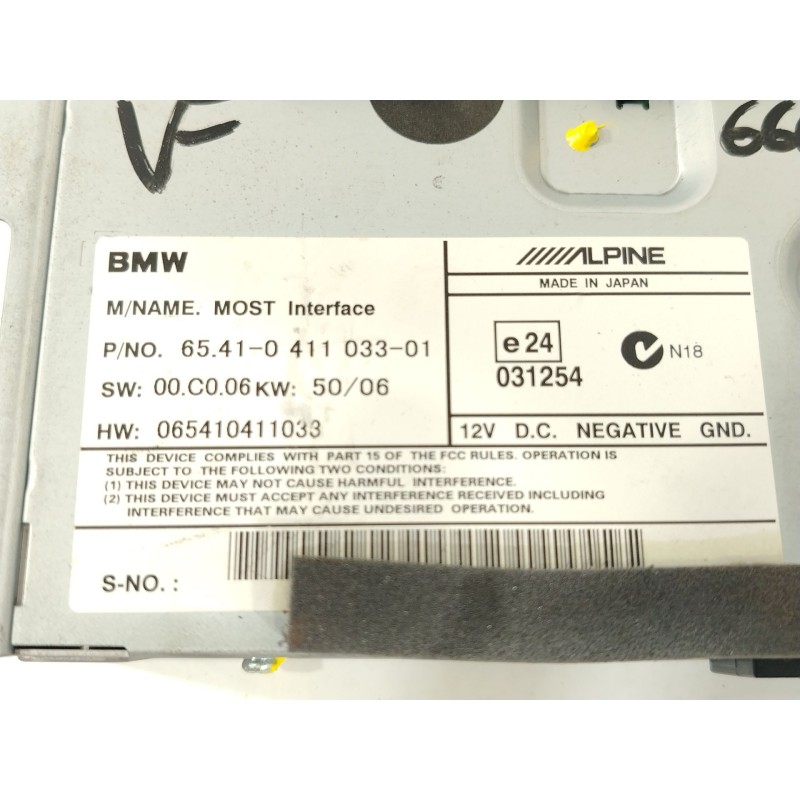 V-
BMW
M/NAME. MOST Interface
P/NO. 65.41-0 411 033-01
SW: 00.C0.06 KW: 50/06
HW: 065410411033
ALPINE
MADE IN JAPAN
e24
031254
N18
12V D.C. NEGATIVE GND.
THIS DEVICE COMPLIES WITH PART 15 OF THE FCC RULES. OPERATION IS
SUBJECT TO THE FOLLOWING TWO CONDITIONS:
(1) THIS DEVICE MAY NOT CAUSE HARMFUL INTERFERENCE.
(2) THIS DEVICE MUST ACCEPT ANY INTERFERENCE RECEIVED INCLUDING
INTERFERENCE THAT MAY CAUSE UNDESIRED OPERATION.
S-NO. :